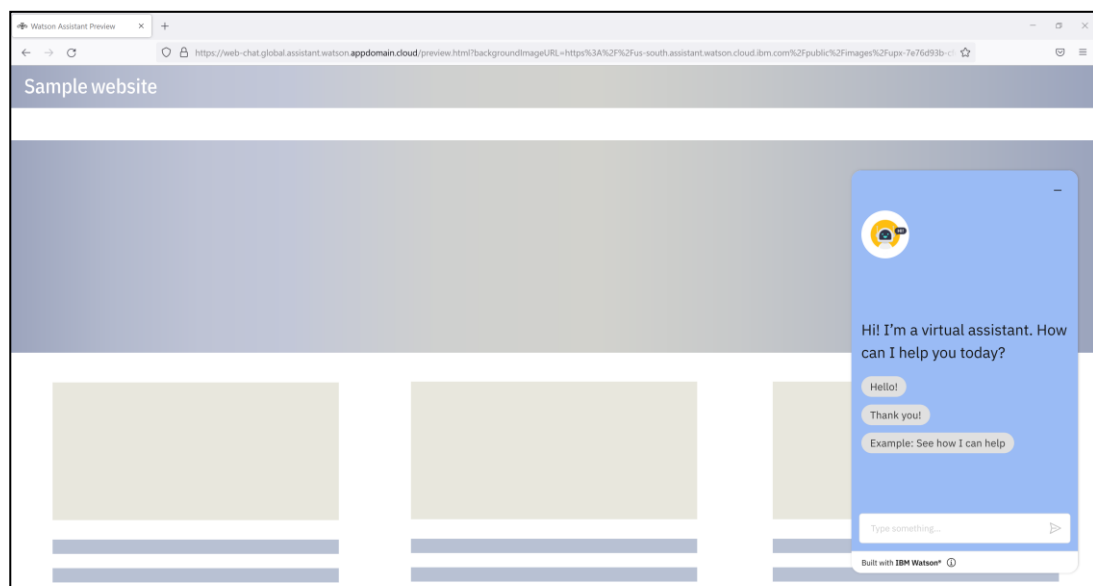 Watson Assistant Preview
https://web-chat.global.assistant.watson.appdomain.cloud/preview.html?backgroundImageURL=https%3A%2F%2Fus-south.assistant.watson.cloud.ibm.com%2Fpublic%2Fimages%2Fupx-7e76d93b-c
Sample website
Hi! I'm a virtual assistant. How
can I help you today?
Hello!
Thank you!
Example: See how I can help
Type something...
Built with IBM Watson®